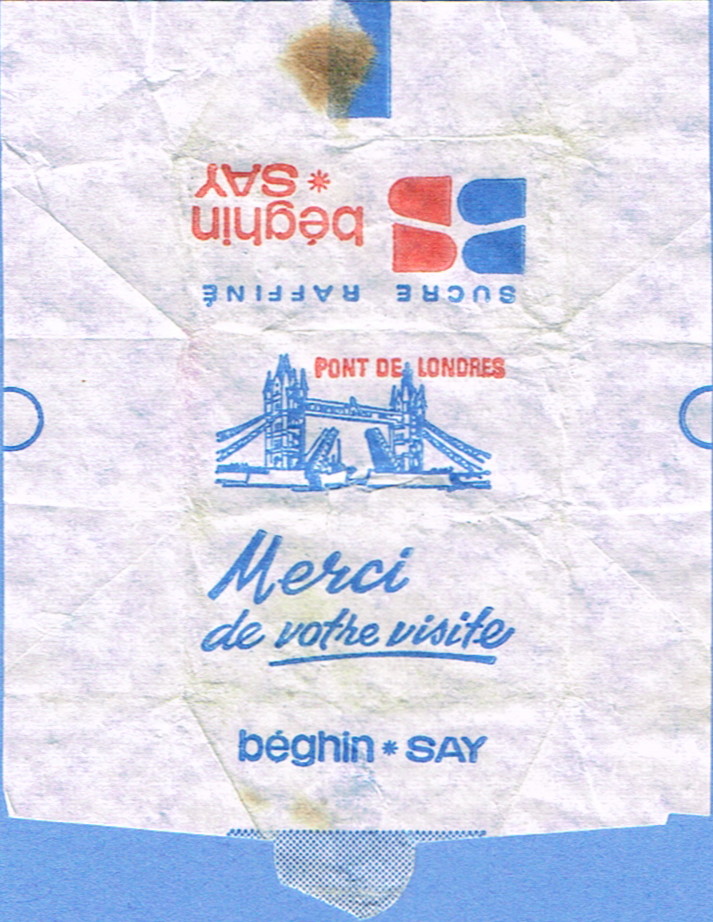 béghin
* SAY
SUCRE RAFFINÉ
PONT DE LONDRES
Merci
de votre visite
béghin * SAY